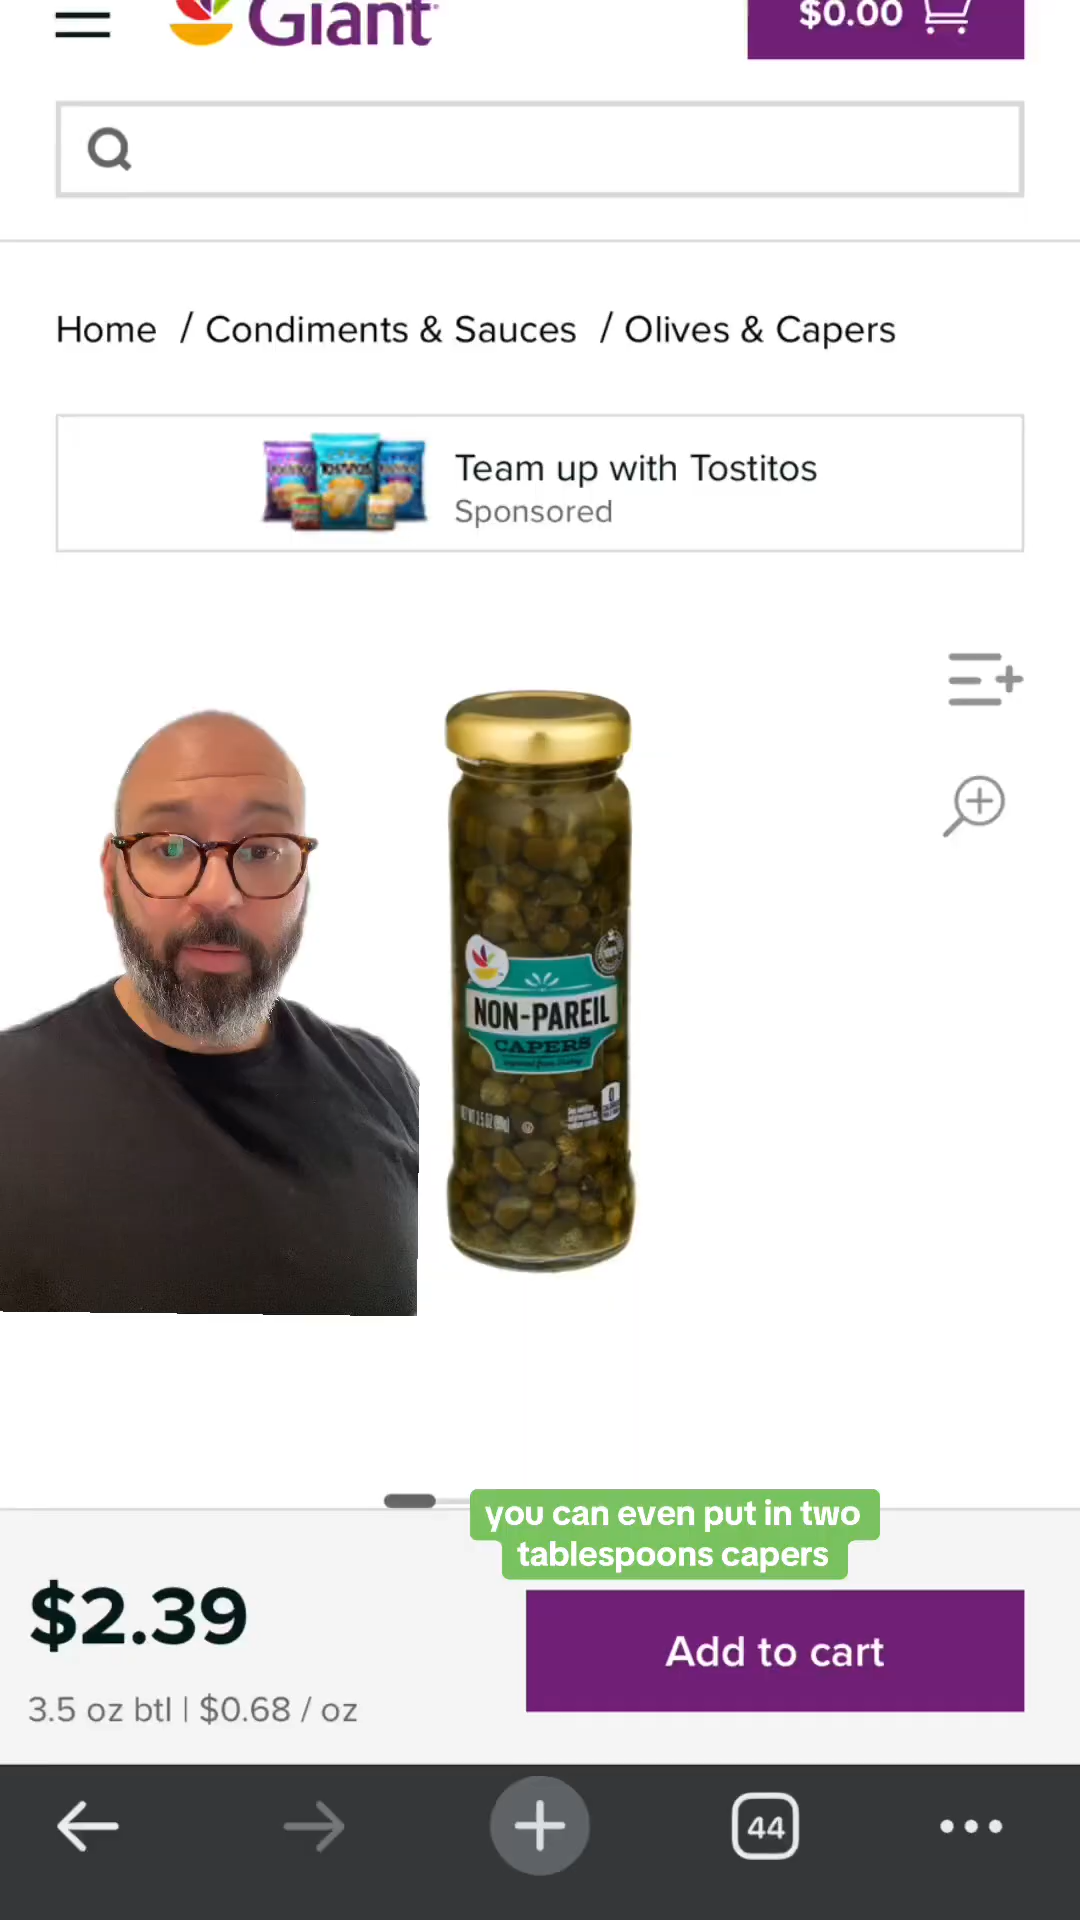 Giant
$0.00
Home / Condiments & Sauces / Olives & Capers
TOSTITOS
Team up with Tostitos
Sponsored
NON-PAREIL
CAPERS
you can even put in two
tablespoons capers
$2.39
Add to cart
3.5 oz btl | $0.68 / oz
44